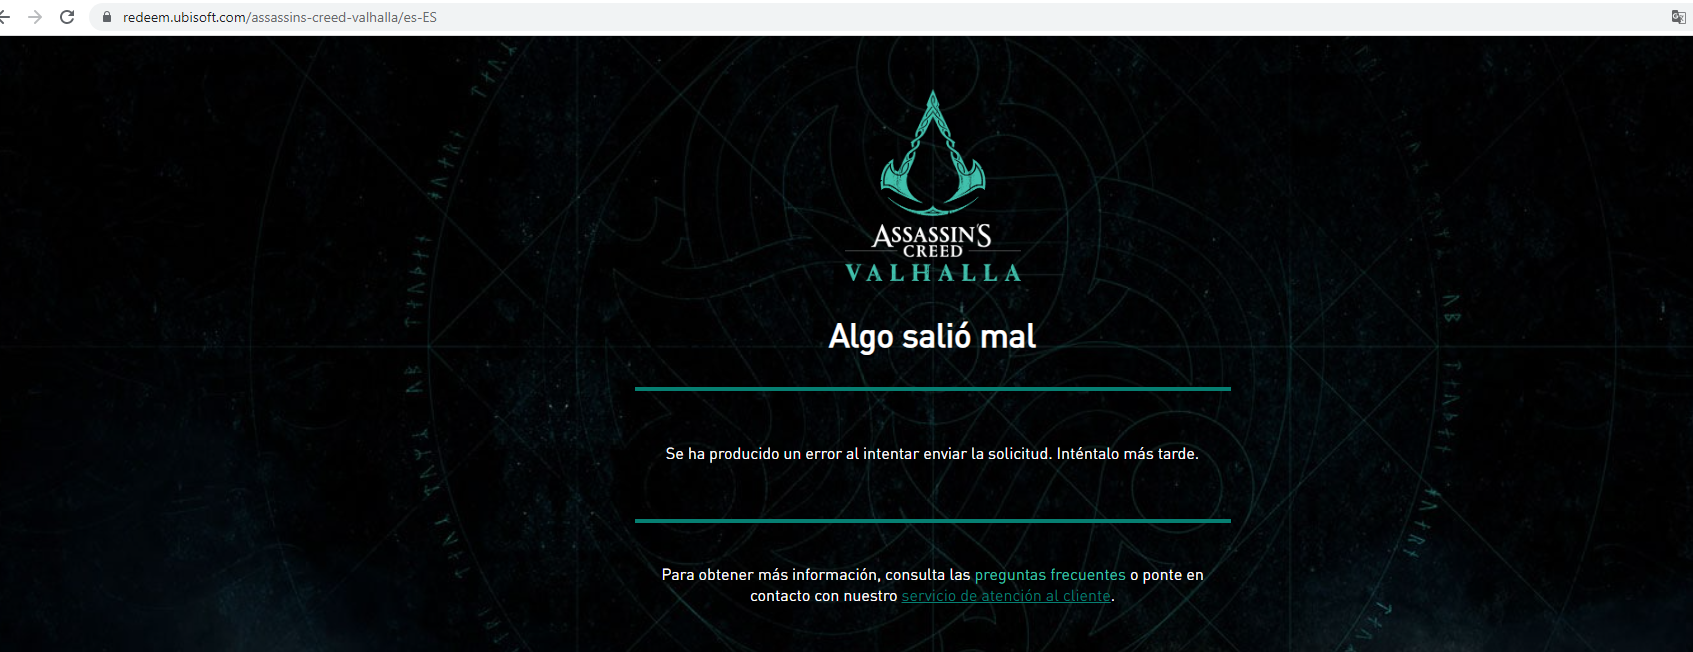 redeem.ubisoft.com/assassins-creed-valhalla/es-ES
ASSASSIN'S
CREED
VALHALLA
Algo salió mal
Se ha producido un error al intentar enviar la solicitud. Inténtalo más tarde.
Para obtener más información, consulta las preguntas frecuentes o ponte en
contacto con nuestro servicio de atención al cliente.